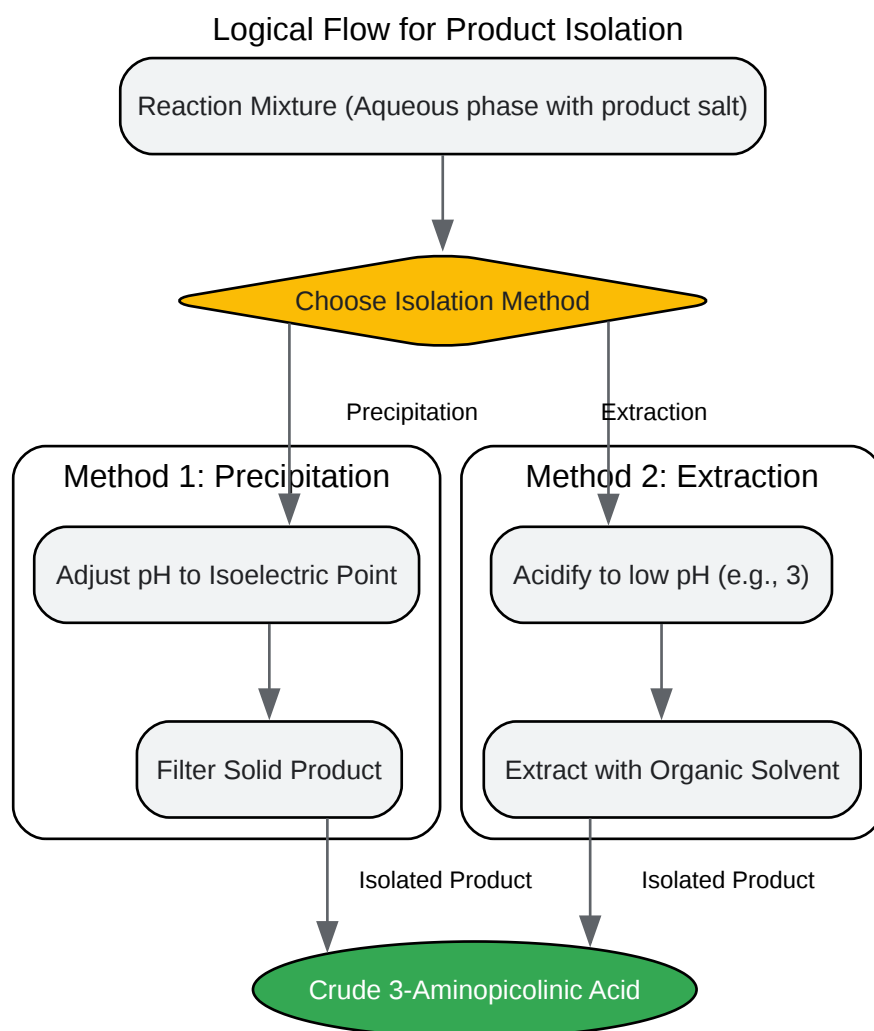 Logical Flow for Product Isolation
Reaction Mixture (Aqueous phase with product salt)
Choose Isolation Method
Precipitation
Extraction
Method 1: Precipitation
Adjust pH to Isoelectric Point
Filter Solid Product
Method 2: Extraction
Acidify to low pH (e.g., 3)
Extract with Organic Solvent
Isolated Product
Isolated Product
Crude 3-Aminopicolinic Acid